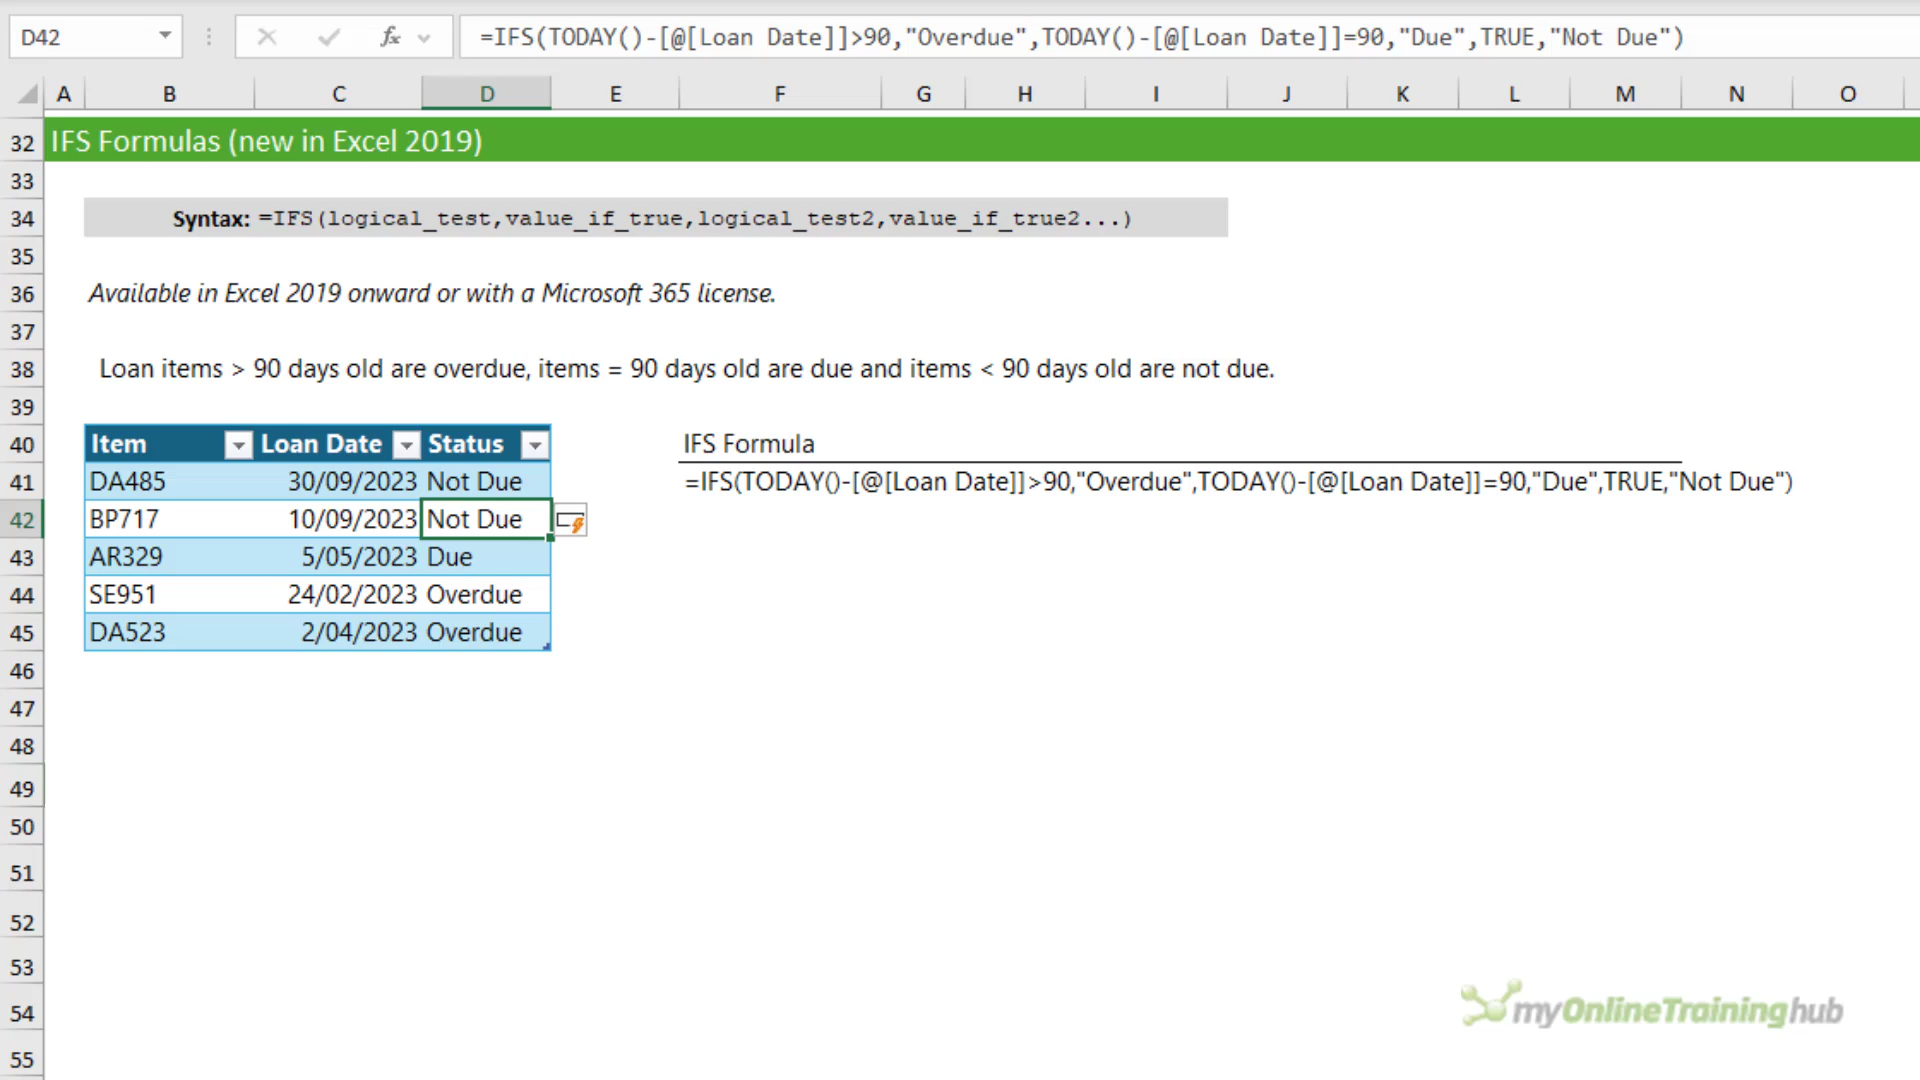 D42
fx
=IFS(TODAY()-[@[Loan Date]]>90,"Overdue",TODAY()-[@[Loan Date]]=90,"Due",TRUE,"Not Due")
A B C D E F G H I J K L M N O
32 IFS Formulas (new in Excel 2019)
33
34 Syntax: =IFS(logical_test,value_if_true,logical_test2,value_if_true2...)
35
36 Available in Excel 2019 onward or with a Microsoft 365 license.
37
38 Loan items > 90 days old are overdue, items = 90 days old are due and items < 90 days old are not due.
39
40 Item Loan Date Status IFS Formula
41 DA485 30/09/2023 Not Due =IFS(TODAY()-[@[Loan Date]]>90,"Overdue",TODAY()-[@[Loan Date]]=90,"Due",TRUE,"Not Due")
42 BP717 10/09/2023 Not Due
43 AR329 5/05/2023 Due
44 SE951 24/02/2023 Overdue
45 DA523 2/04/2023 Overdue
46
47
48
49
50
51
52
53
54 myOnlineTraininghub
55